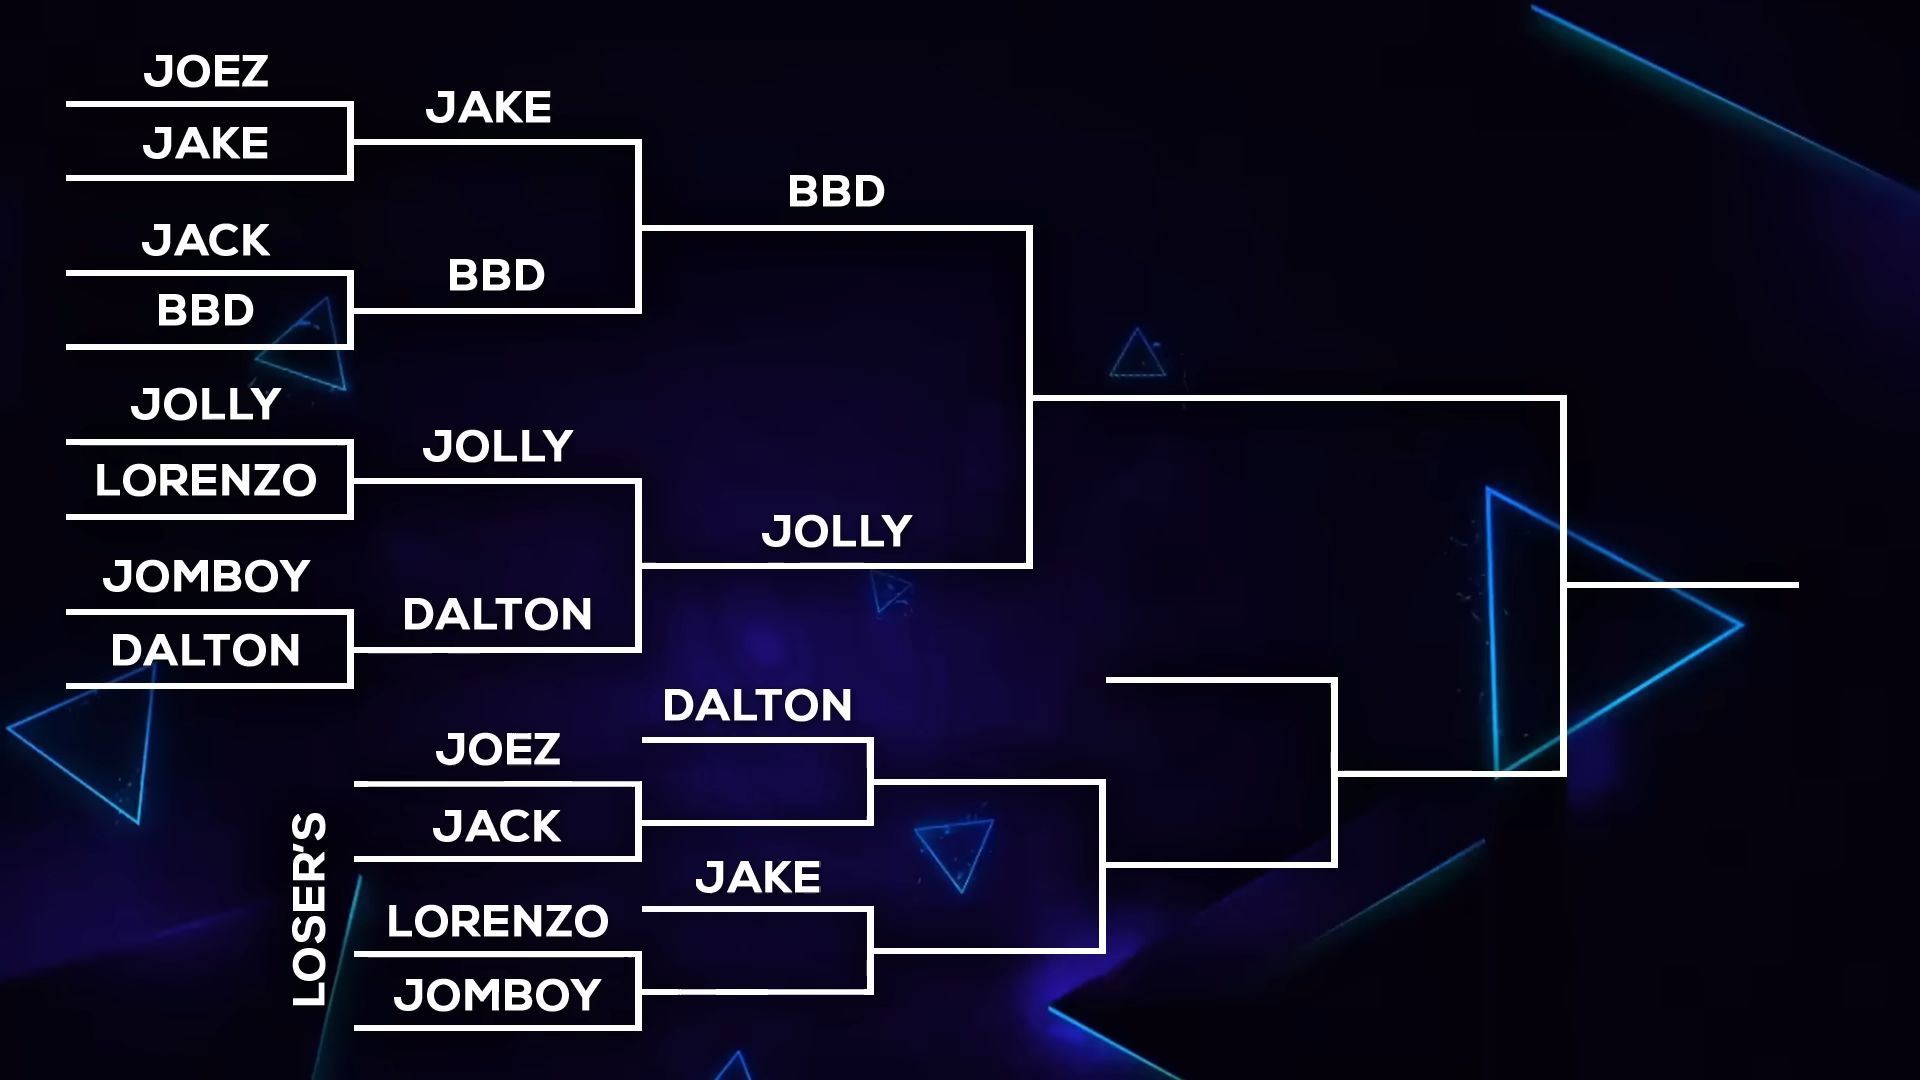 JOEZ
JAKE
JACK
BBD
JOLLY
LORENZO
JOMBOY
DALTON
JAKE
BBD
JOLLY
DALTON
BBD
JOLLY
LOSER'S
JOEZ
JACK
LORENZO
JOMBOY
DALTON
JAKE